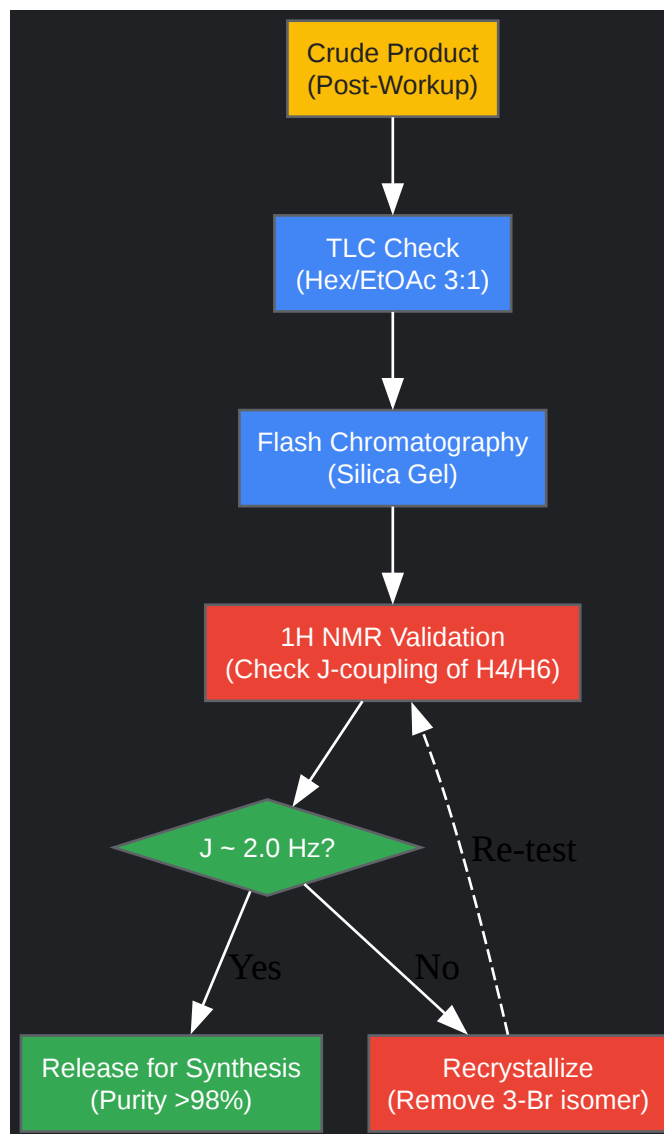 Crude Product
(Post-Workup)
TLC Check
(Hex/EtOAc 3:1)
Flash Chromatography
(Silica Gel)
1H NMR Validation
(Check J-coupling of H4/H6)
J ~ 2.0 Hz?
Re-test
Yes
No
Release for Synthesis
(Purity >98%)
Recrystallize
(Remove 3-Br isomer)